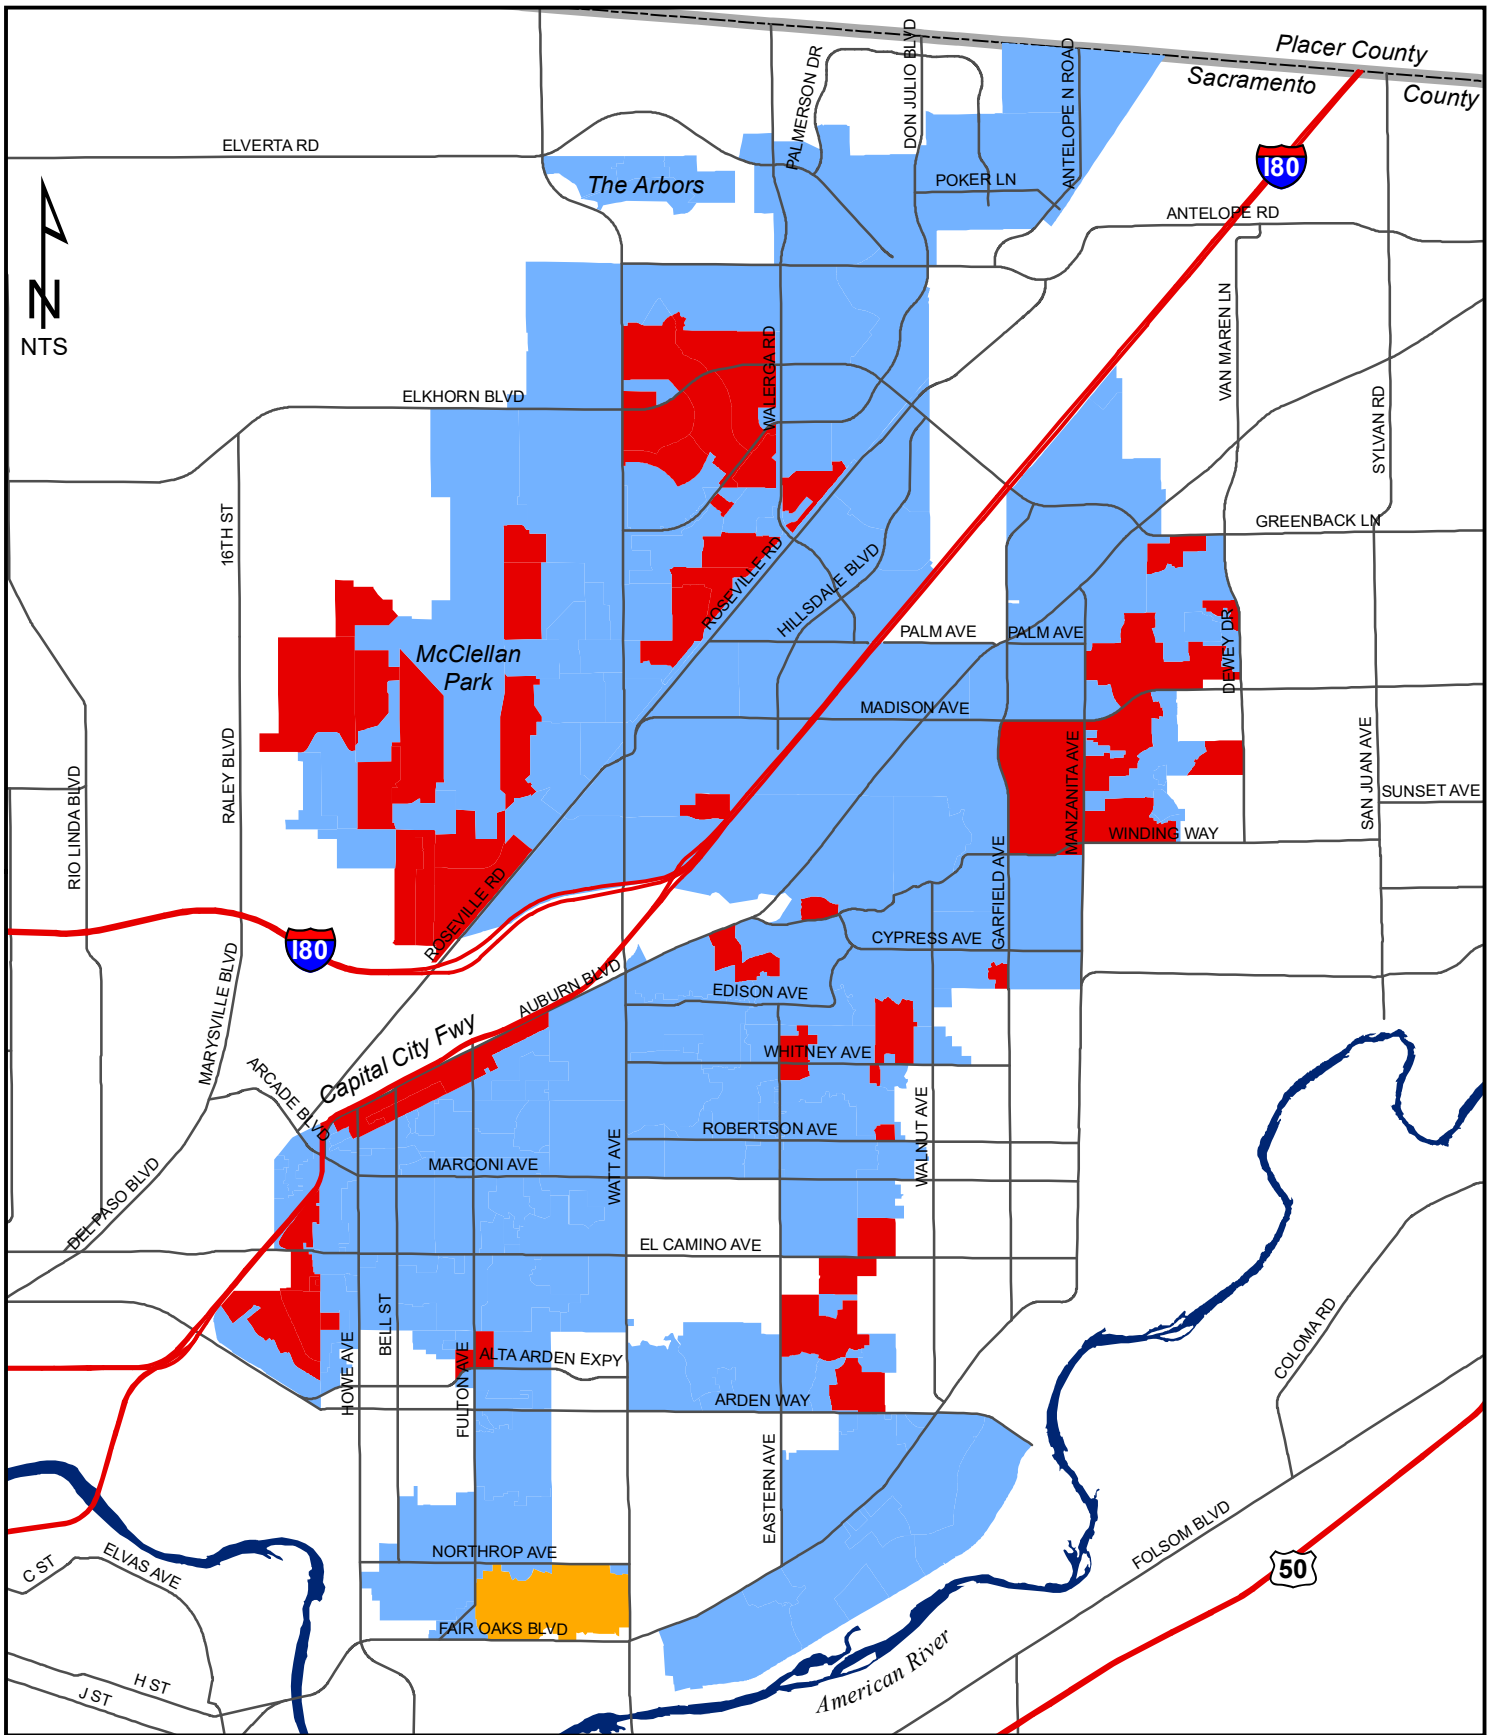 Placer County
Sacramento
County
PALMERSON DR
DON JULIO BLVD
ANTELOPE N ROAD
ELVERTA RD
I80
The Arbors
POKER LN
ANTELOPE RD
N
NTS
VAN MAREN LN
WALERGA RD
ELKHORN BLVD
SYLVAN RD
16TH ST
GREENBACK LN
ROSEVILLE RD
HILLSDALE BLVD
PALM AVE
PALM AVE
McClellan
Park
DEWEY DR
MADISON AVE
RALEY BLVD
MANZANITA AVE
SAN JUAN AVE
SUNSET AVE
RIO LINDA BLVD
WINDING WAY
GARFIELD AVE
ROSEVILLE RD
I80
CYPRESS AVE
MARYSVILLE BLVD
AUBURN BLVD
EDISON AVE
Capital City Fwy
WHITNEY AVE
ARCADE BLVD
WALNUT AVE
ROBERTSON AVE
WATT AVE
MARCONI AVE
DEL PASO BLVD
EL CAMINO AVE
BELL ST
HOWE AVE
ALTA ARDEN EXPY
FULTON AVE
COLOMA RD
ARDEN WAY
EASTERN AVE
FOLSOM BLVD
NORTHROP AVE
C ST
ELVAS AVE
50
FAIR OAKS BLVD
American River
H ST
J ST